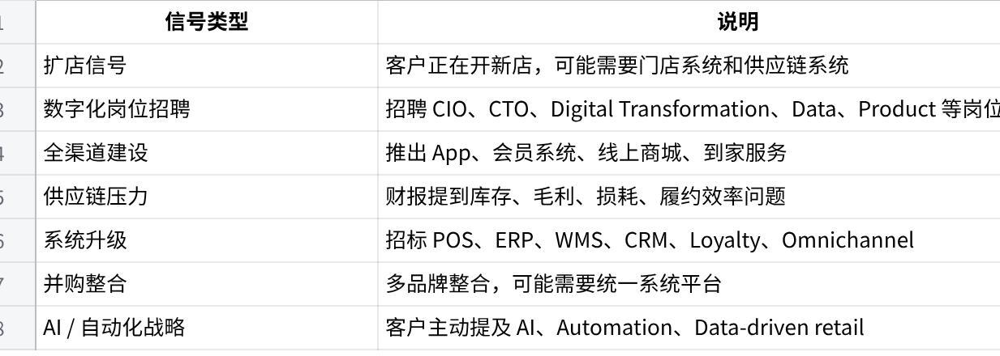 1 信号类型 说明
2 扩店信号 客户正在开新店，可能需要门店系统和供应链系统
3 数字化岗位招聘 招聘 CIO、CTO、Digital Transformation、Data、Product 等岗位
4 全渠道建设 推出 App、会员系统、线上商城、到家服务
5 供应链压力 财报提到库存、毛利、损耗、履约效率问题
6 系统升级 招标 POS、ERP、WMS、CRM、Loyalty、Omnichannel
7 并购整合 多品牌整合，可能需要统一系统平台
8 AI / 自动化战略 客户主动提及 AI、Automation、Data-driven retail